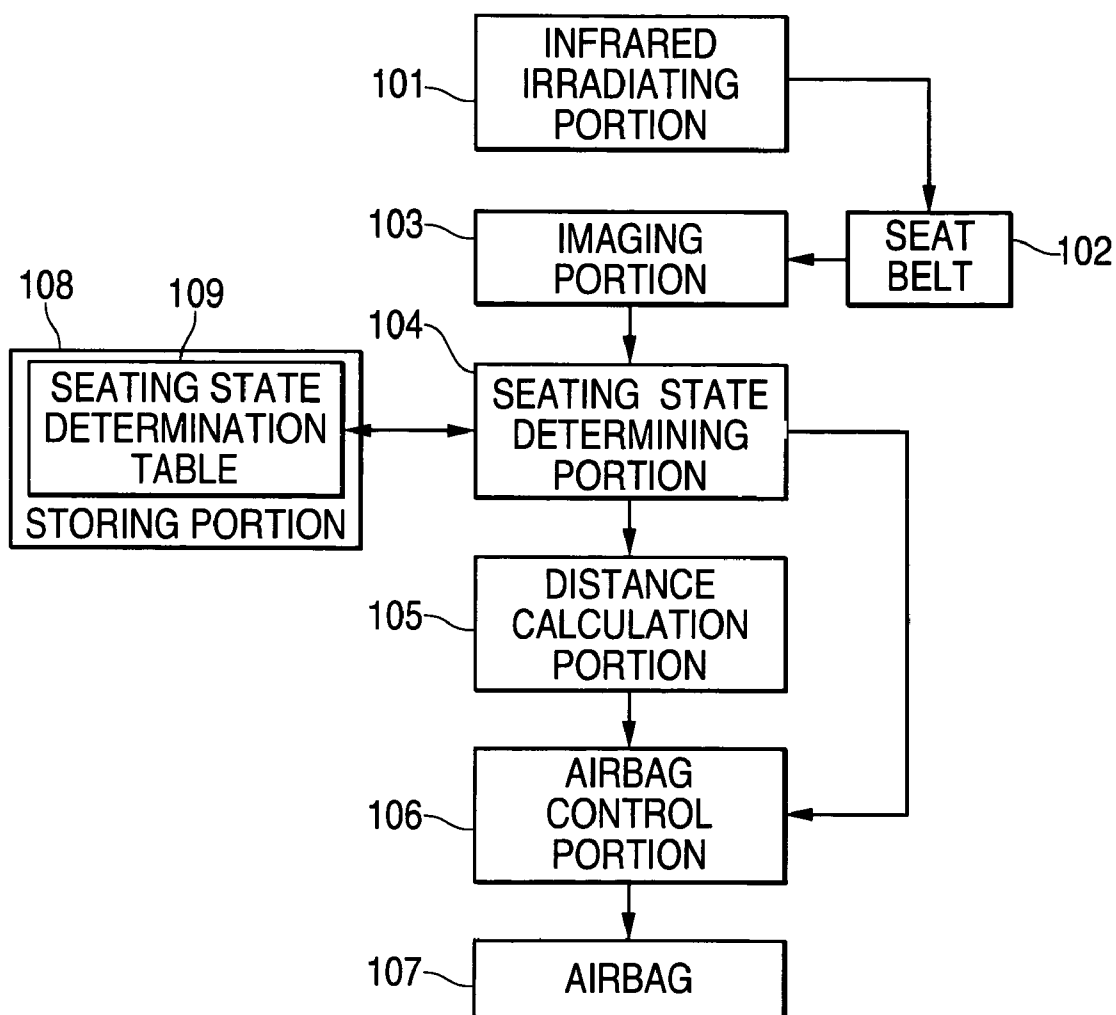 INFRARED
IRRADIATING
PORTION
101
SEAT
BELT
102
103
IMAGING
PORTION
108
109
104
SEATING STATE
DETERMINATION
TABLE
STORING PORTION
SEATING STATE
DETERMINING
PORTION
105
DISTANCE
CALCULATION
PORTION
106
AIRBAG
CONTROL
PORTION
107
AIRBAG